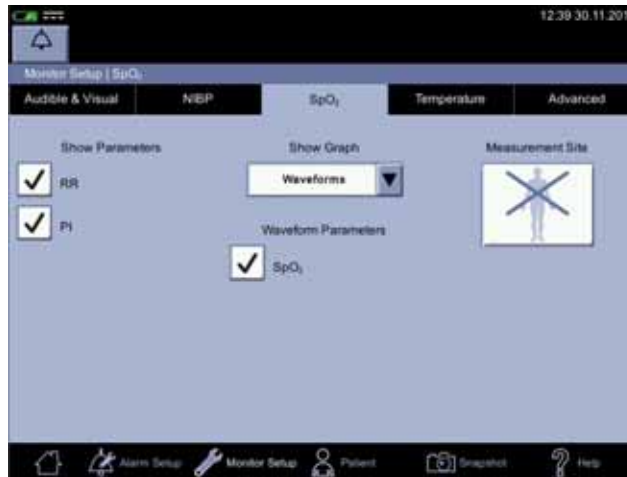 12:39 30.11.201
Monitor Setup | SpO₂
Audible & Visual NIBP SpO₂ Temperature Advanced
Show Parameters Show Graph Measurement Site
RR Waveforms
PI Waveform Parameters
SpO₂
Alarm Setup Monitor Setup Patient Snapshot Help